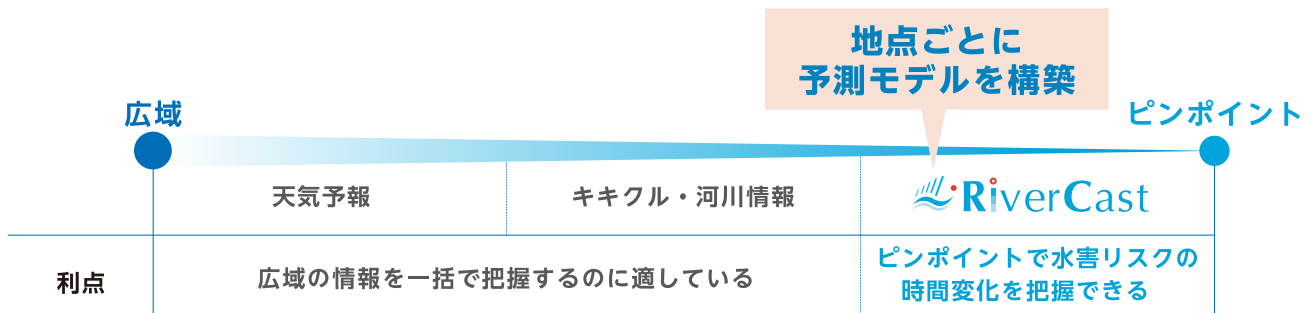 地点ごとに
予測モデルを構築
広域
ピンポイント
天気予報
キキクル・河川情報
RiverCast
利点
広域の情報を一括で把握するのに適している
ピンポイントで水害リスクの
時間変化を把握できる